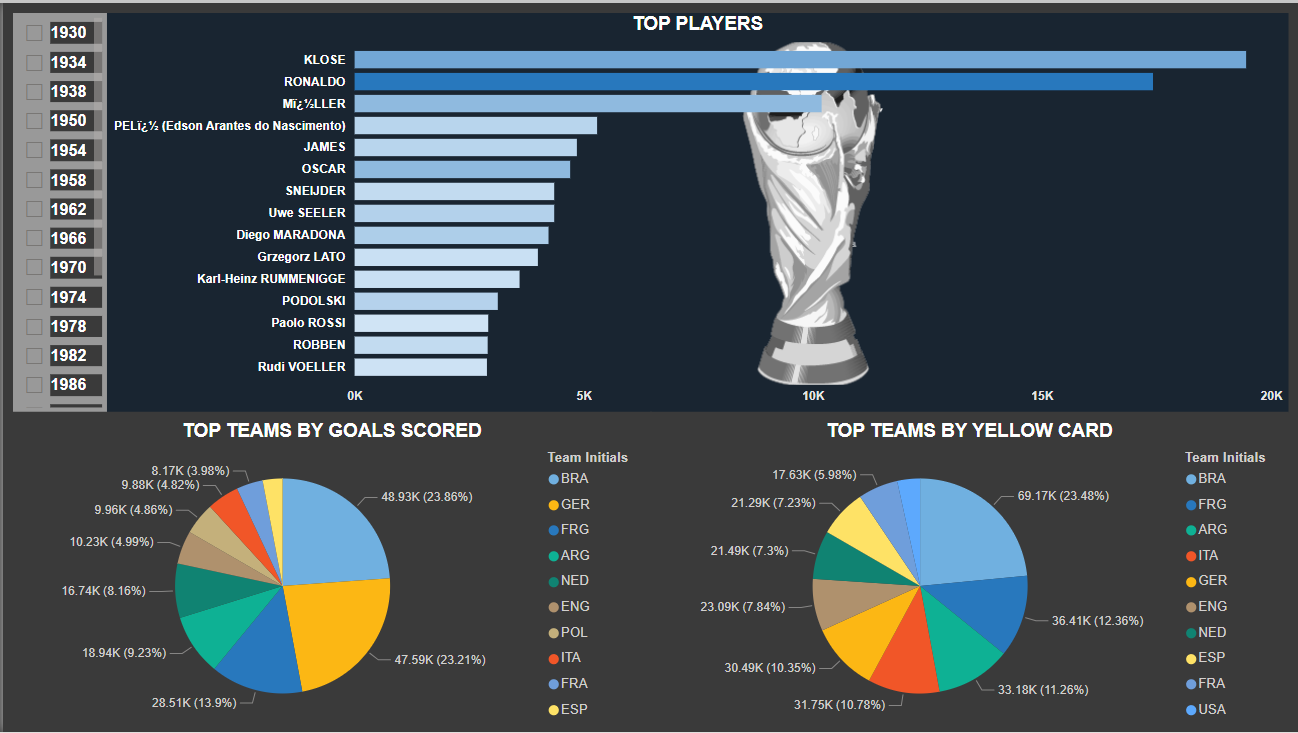 1930
1934
1938
1950
1954
1958
1962
1966
1970
1974
1978
1982
1986
TOP PLAYERS
KLOSE
RONALDO
Mï¿½LLER
PELï¿½ (Edson Arantes do Nascimento)
JAMES
OSCAR
SNEIJDER
Uwe SEELER
Diego MARADONA
Grzegorz LATO
Karl-Heinz RUMMENIGGE
PODOLSKI
Paolo ROSSI
ROBBEN
Rudi VOELLER
0K 5K 10K 15K 20K
TOP TEAMS BY GOALS SCORED
8.17K (3.98%)
9.88K (4.82%)
9.96K (4.86%)
10.23K (4.99%)
16.74K (8.16%)
18.94K (9.23%)
28.51K (13.9%)
48.93K (23.86%)
47.59K (23.21%)
Team Initials
BRA
GER
FRG
ARG
NED
ENG
POL
ITA
FRA
ESP
TOP TEAMS BY YELLOW CARD
17.63K (5.98%)
21.29K (7.23%)
21.49K (7.3%)
23.09K (7.84%)
30.49K (10.35%)
31.75K (10.78%)
69.17K (23.48%)
36.41K (12.36%)
33.18K (11.26%)
Team Initials
BRA
FRG
ARG
ITA
GER
ENG
NED
ESP
FRA
USA